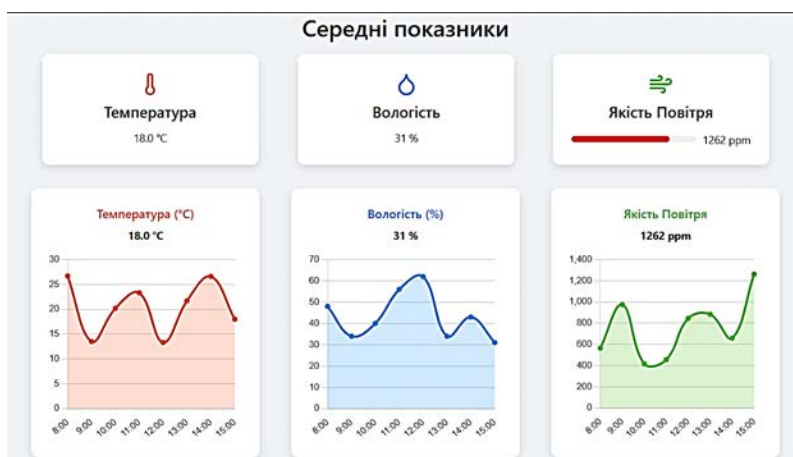 Середні показники
Температура
18.0 °C
Вологість
31 %
Якість Повітря
1262 ppm
Температура (°C)
18.0 °C
30
25
20
15
10
5
0
8:00 9:00 10:00 11:00 12:00 13:00 14:00 15:00
Вологість (%)
31 %
70
60
50
40
30
20
10
0
8:00 9:00 10:00 11:00 12:00 13:00 14:00 15:00
Якість Повітря
1262 ppm
1,400
1,200
1,000
800
600
400
200
0
8:00 9:00 10:00 11:00 12:00 13:00 14:00 15:00